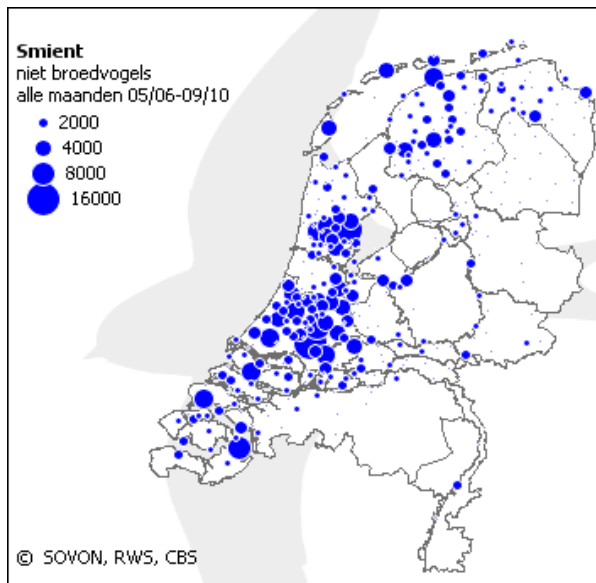 Smient
niet broedvogels
alle maanden 05/06-09/10
2000
4000
8000
16000
© SOVON, RWS, CBS